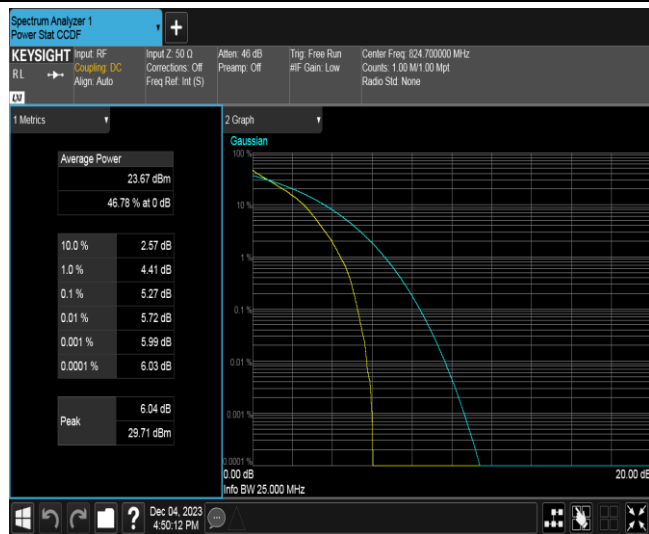 Spectrum Analyzer 1
Power Stat CCDF
+
KEYSIGHT
RL
LXI
Input: RF
Coupling: DC
Align: Auto
Input Z: 50 Ω
Corrections: Off
Freq Ref: Int (S)
Atten: 46 dB
Preamp: Off
Trig: Free Run
#IF Gain: Low
Center Freq: 824.700000 MHz
Counts: 1.00 M/1.00 Mpt
Radio Std: None
1 Metrics
Average Power
23.67 dBm
46.78 % at 0 dB
10.0 % 2.57 dB
1.0 % 4.41 dB
0.1 % 5.27 dB
0.01 % 5.72 dB
0.001 % 5.99 dB
0.0001 % 6.03 dB
Peak
6.04 dB
29.71 dBm
2 Graph
Gaussian
100 %
10 %
1 %
0.1 %
0.01 %
0.001 %
0.0001 %
0.00 dB
20.00 dB
Info BW 25.000 MHz
?
Dec 04, 2023
4:50:12 PM